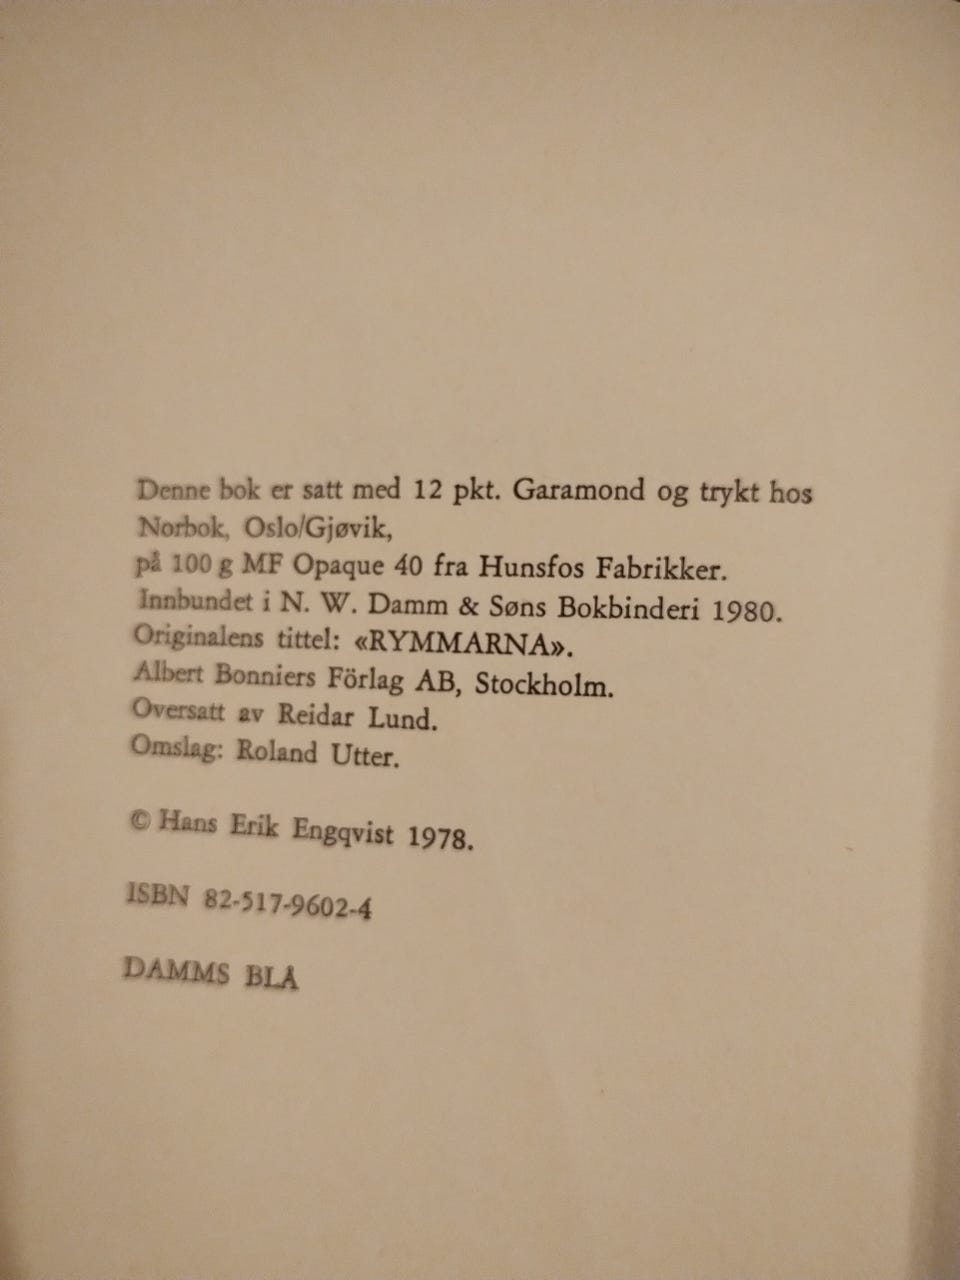 Denne bok er satt med 12 pkt. Garamond og trykt hos
Norbok, Oslo/Gjøvik,
på 100 g MF Opaque 40 fra Hunsfos Fabrikker.
Innbundet i N. W. Damm & Søns Bokbinderi 1980.
Originalens tittel: «RYMMARNA».
Albert Bonniers Förlag AB, Stockholm.
Oversatt av Reidar Lund.
Omslag: Roland Utter.
© Hans Erik Engqvist 1978.
ISBN 82-517-9602-4
DAMMS BLÅ